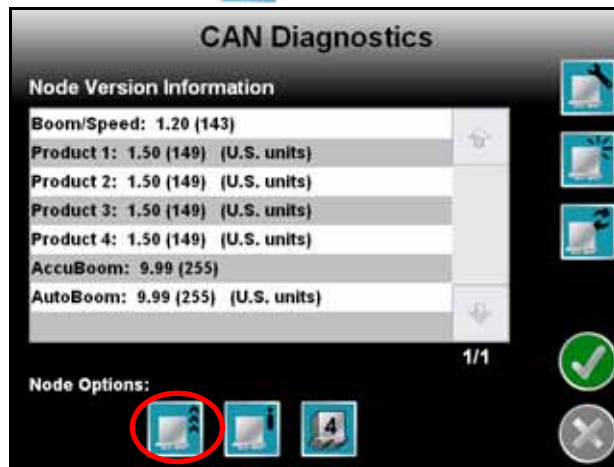 CAN Diagnostics
Node Version Information
Boom/Speed: 1.20 (143)
Product 1: 1.50 (149) (U.S. units)
Product 2: 1.50 (149) (U.S. units)
Product 3: 1.50 (149) (U.S. units)
Product 4: 1.50 (149) (U.S. units)
AccuBoom: 9.99 (255)
AutoBoom: 9.99 (255) (U.S. units)
1/1
Node Options:
4